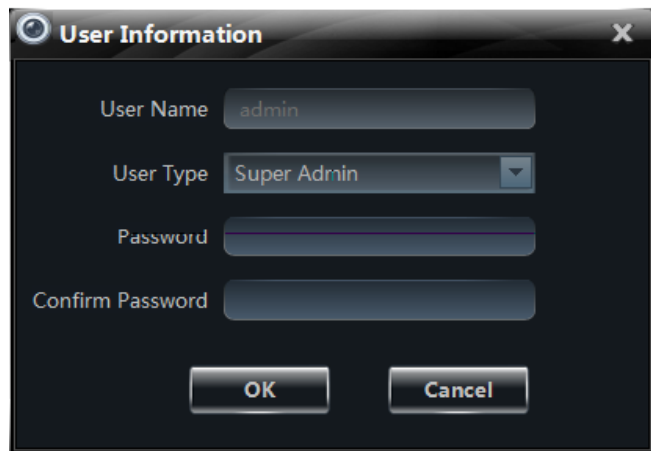 User Information
User Name admin
User Type Super Admin
Password
Confirm Password
OK Cancel